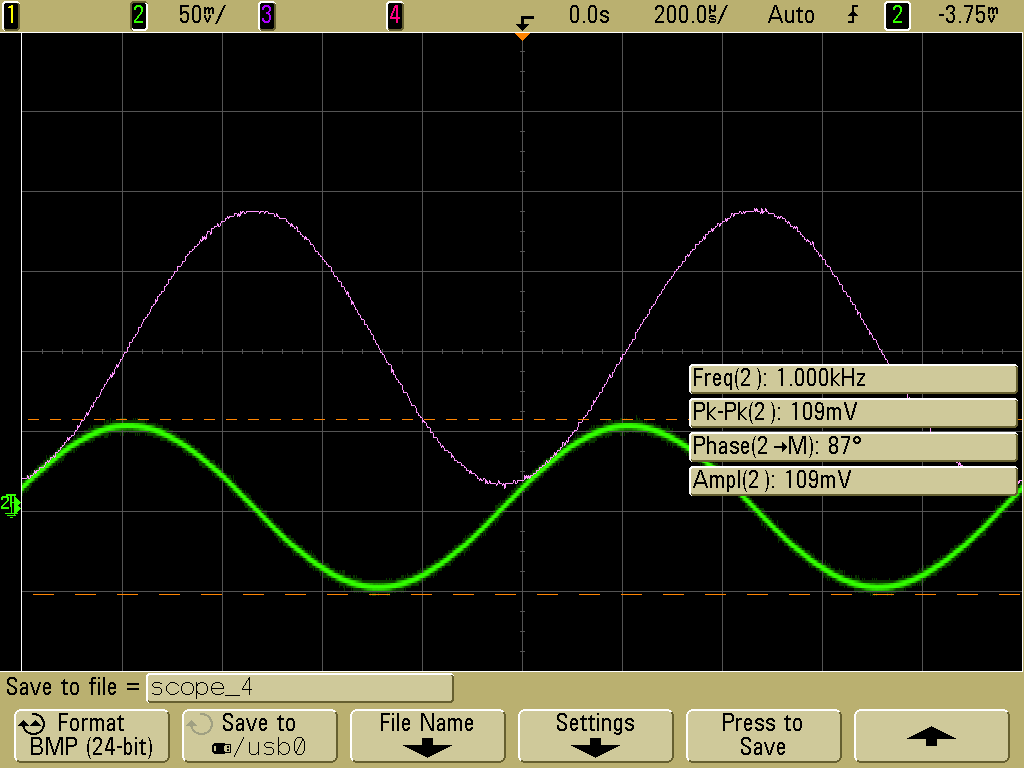 1 2 50mV/ 3 4 0.0s 200.0µs/ Auto 2 -3.75mV
Freq(2): 1.000kHz
Pk-Pk(2): 109mV
Phase(2→M): 87°
Ampl(2): 109mV
2
Save to file = scope_4
Format
BMP (24-bit)
Save to
/usb0
File Name
Settings
Press to
Save